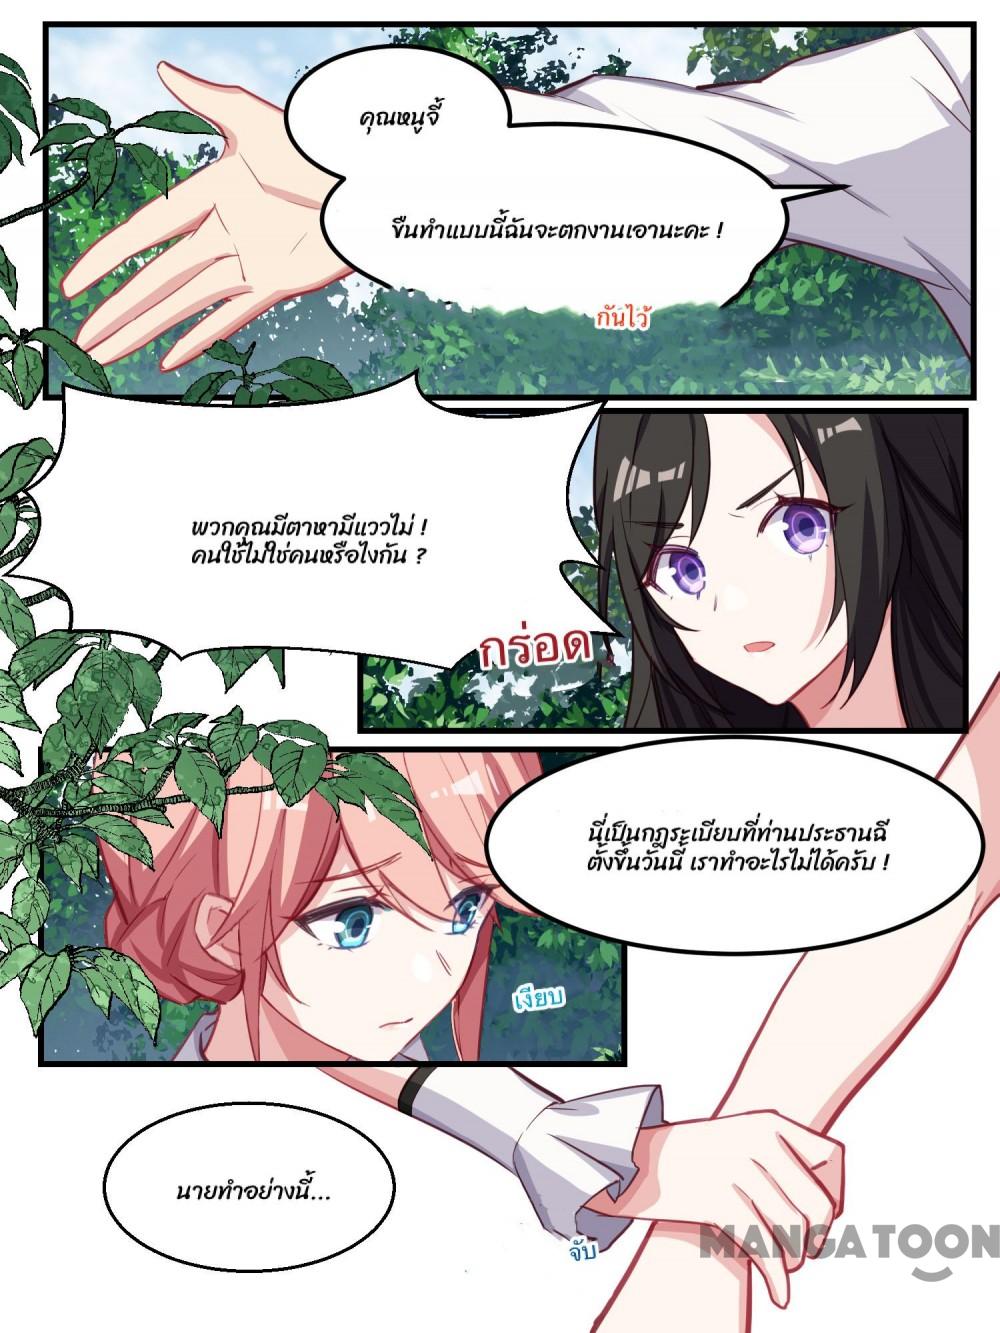 คุณหนูจี้
ขืนทำแบบนี้ฉันจะตกงานเอานะคะ !
กันไว้
พวกคุณมีตาหามีแววไม่ !
คนใช้ไม่ใช่คนหรือไงกัน ?
กร่อด
นี่เป็นกฎระเบียบที่ท่านประธานฉี
ตั้งขึ้นวันนี้ เราทำอะไรไม่ได้ครับ !
เงียบ
นายทำอย่างนี้...
จับ
MANGATOON